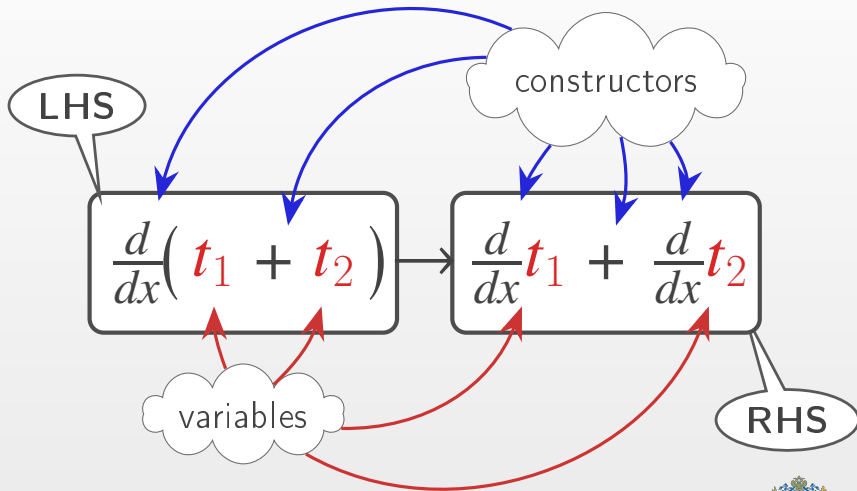 constructors
LHS
d/dx( t₁ + t₂ ) → d/dx t₁ + d/dx t₂
variables
RHS